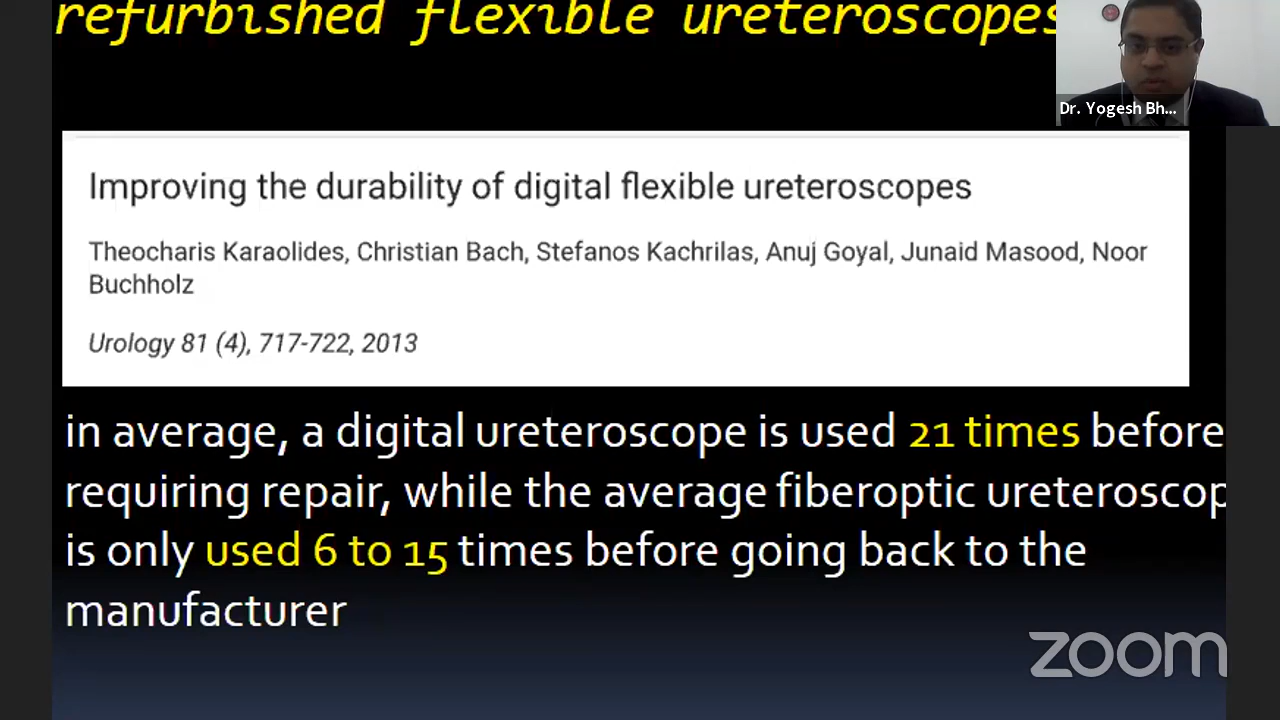 refurbished flexible ureteroscopes
Dr. Yogesh Bh...
Improving the durability of digital flexible ureteroscopes
Theocharis Karaolides, Christian Bach, Stefanos Kachrilas, Anuj Goyal, Junaid Masood, Noor
Buchholz
Urology 81 (4), 717-722, 2013
in average, a digital ureteroscope is used 21 times before
requiring repair, while the average fiberoptic ureteroscop
is only used 6 to 15 times before going back to the
manufacturer
zoom